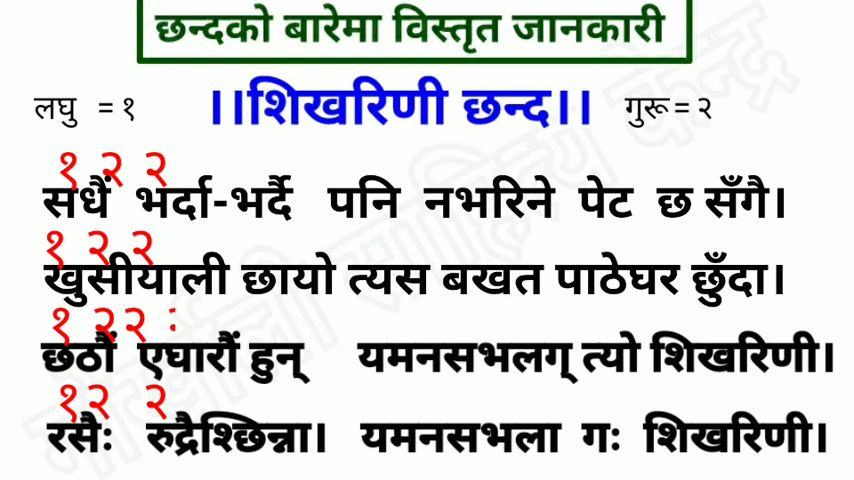 छन्दको बारेमा विस्तृत जानकारी
लघु = १ ।।शिखरिणी छन्द।। गुरू = २
१ २ २
सधैं भर्दा-भर्दै पनि नभरिने पेट छ सँगै।
१ २ २
खुसीयाली छायो त्यस बखत पाठेघर छुँदा।
१ २ २
छठौं एघारौं हुन् यमनसभलग् त्यो शिखरिणी।
१ २ २
रसैः रुद्रैश्छिन्ना। यमनसभला गः शिखरिणी।